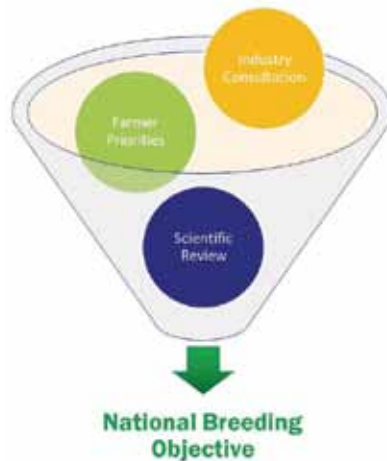 Industry
Consultation
Farmer
Priorities
Scientific
Review
National Breeding
Objective